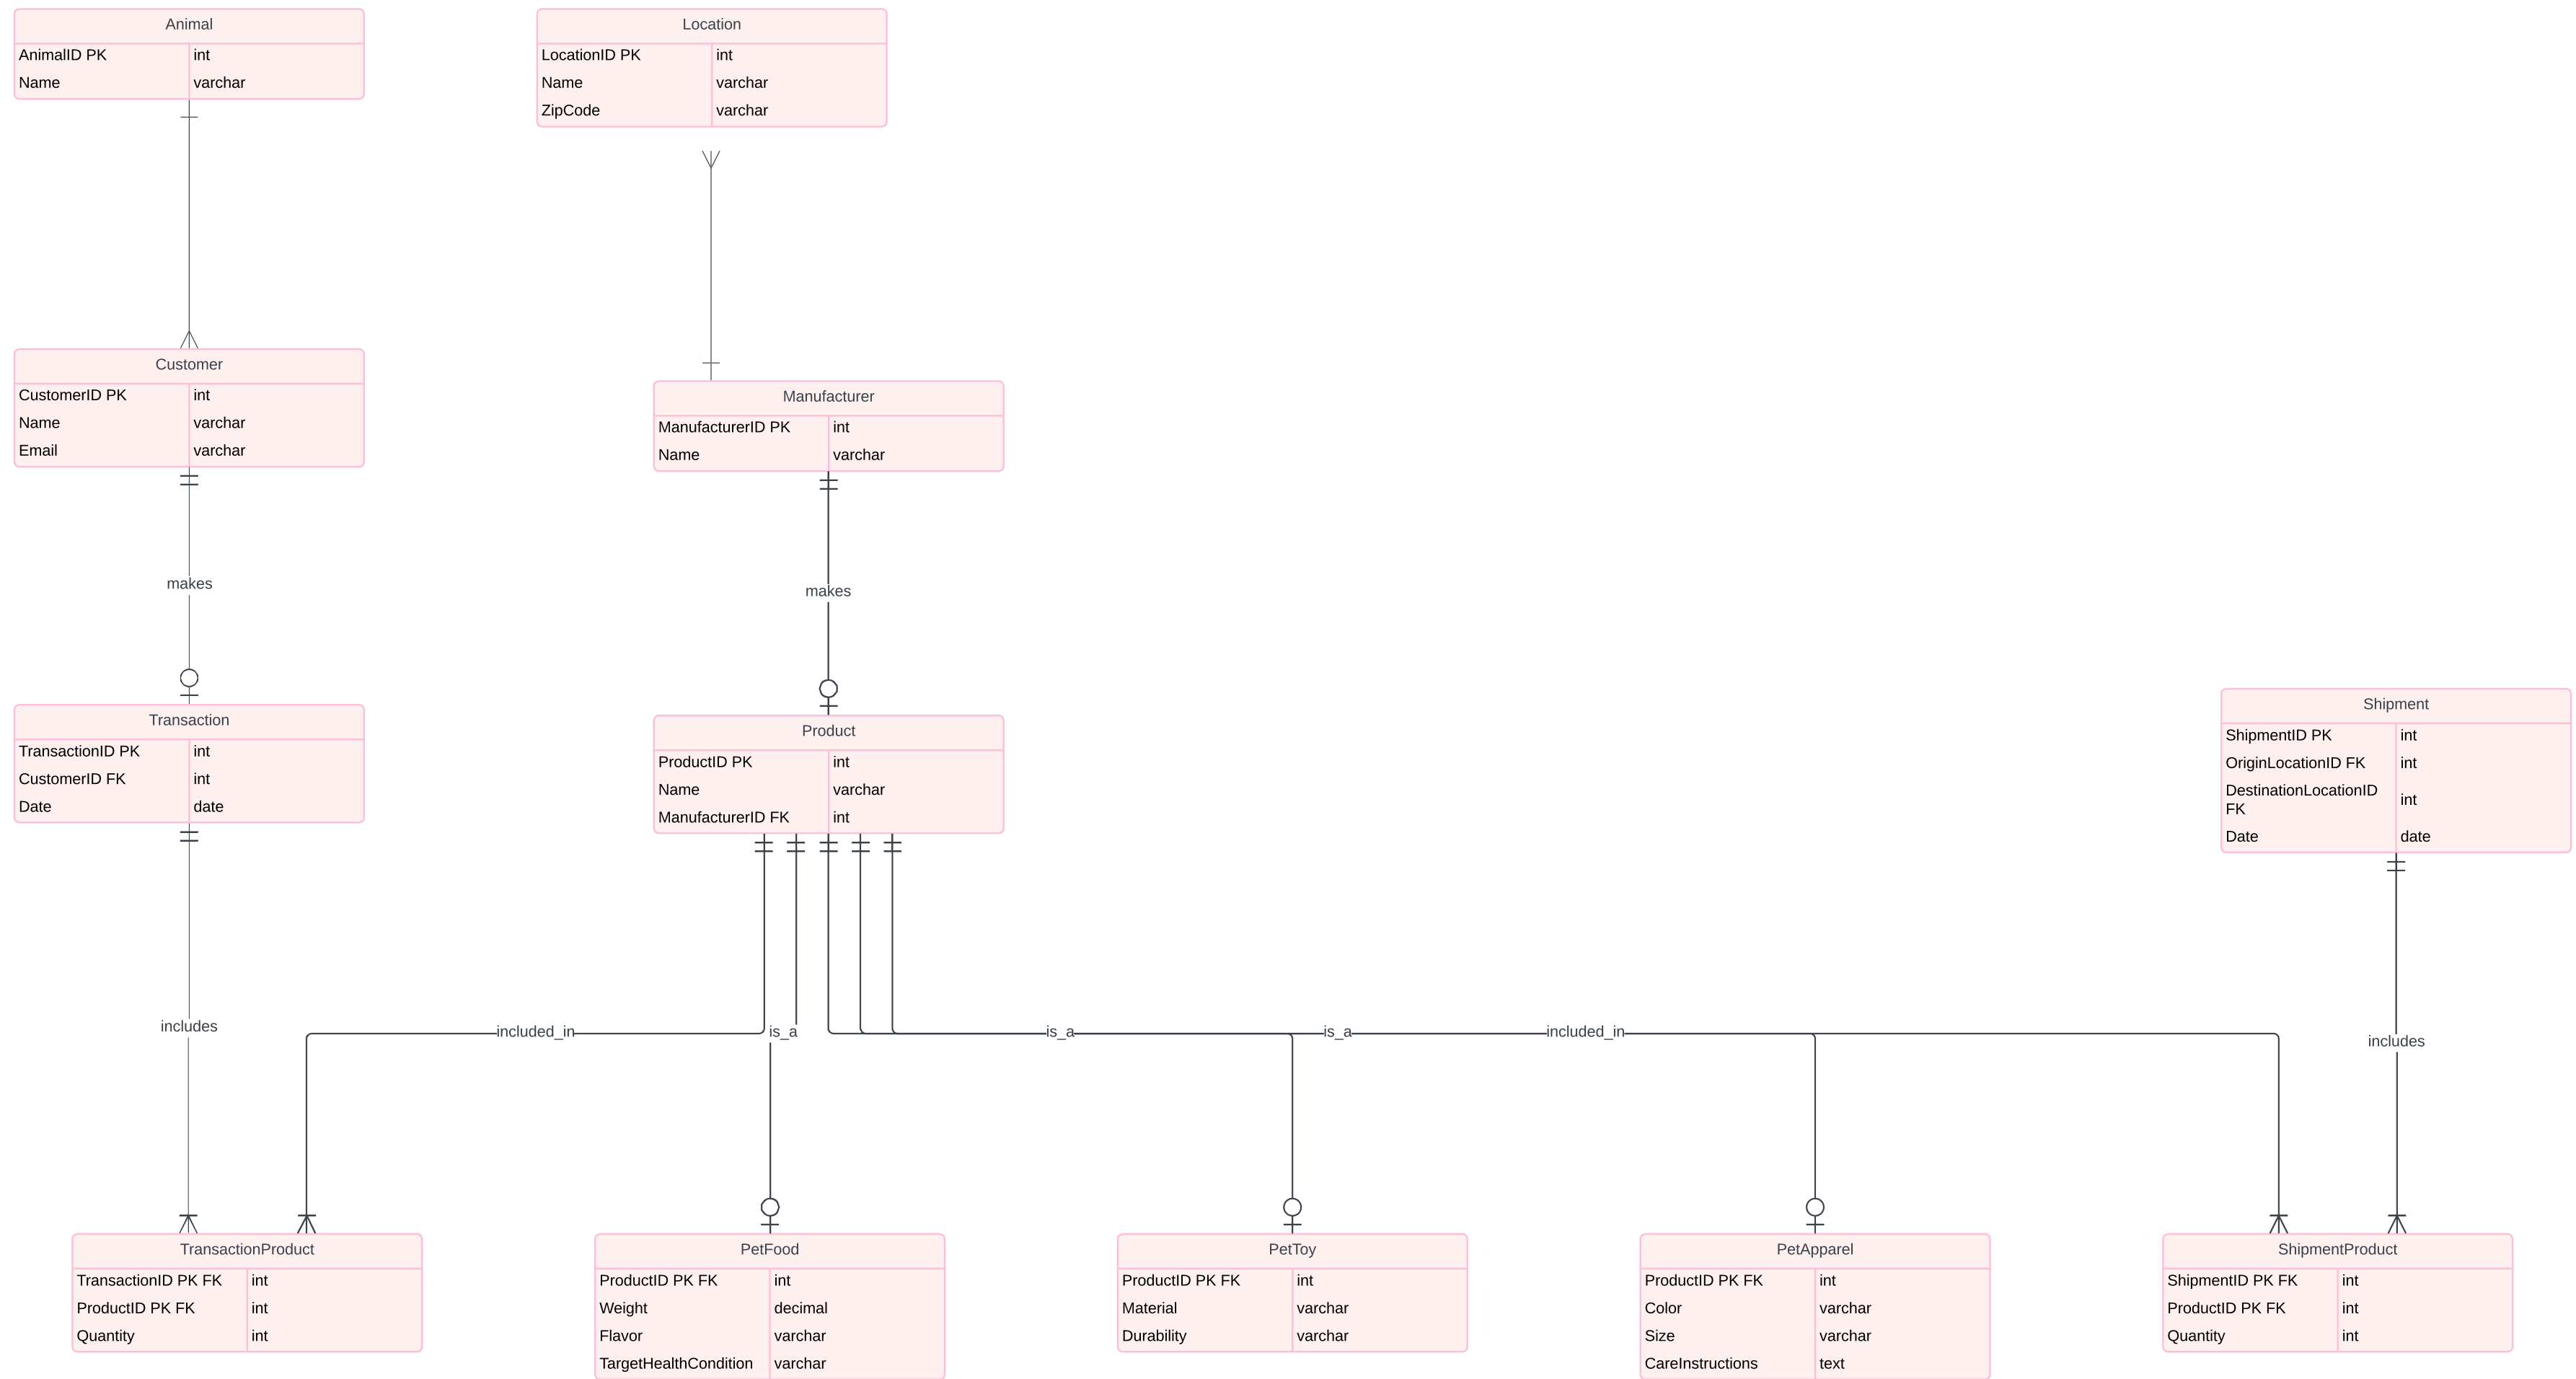 Animal
AnimalID PK int
Name varchar
Location
LocationID PK int
Name varchar
ZipCode varchar
Customer
CustomerID PK int
Name varchar
Email varchar
Manufacturer
ManufacturerID PK int
Name varchar
makes
makes
Transaction
TransactionID PK int
CustomerID FK int
Date date
Product
ProductID PK int
Name varchar
ManufacturerID FK int
Shipment
ShipmentID PK int
OriginLocationID FK int
DestinationLocationID
FK int
Date date
includes
included_in
is_a
is_a
is_a
included_in
includes
TransactionProduct
TransactionID PK FK int
ProductID PK FK int
Quantity int
PetFood
ProductID PK FK int
Weight decimal
Flavor varchar
TargetHealthCondition varchar
PetToy
ProductID PK FK int
Material varchar
Durability varchar
PetApparel
ProductID PK FK int
Color varchar
Size varchar
CareInstructions text
ShipmentProduct
ShipmentID PK FK int
ProductID PK FK int
Quantity int